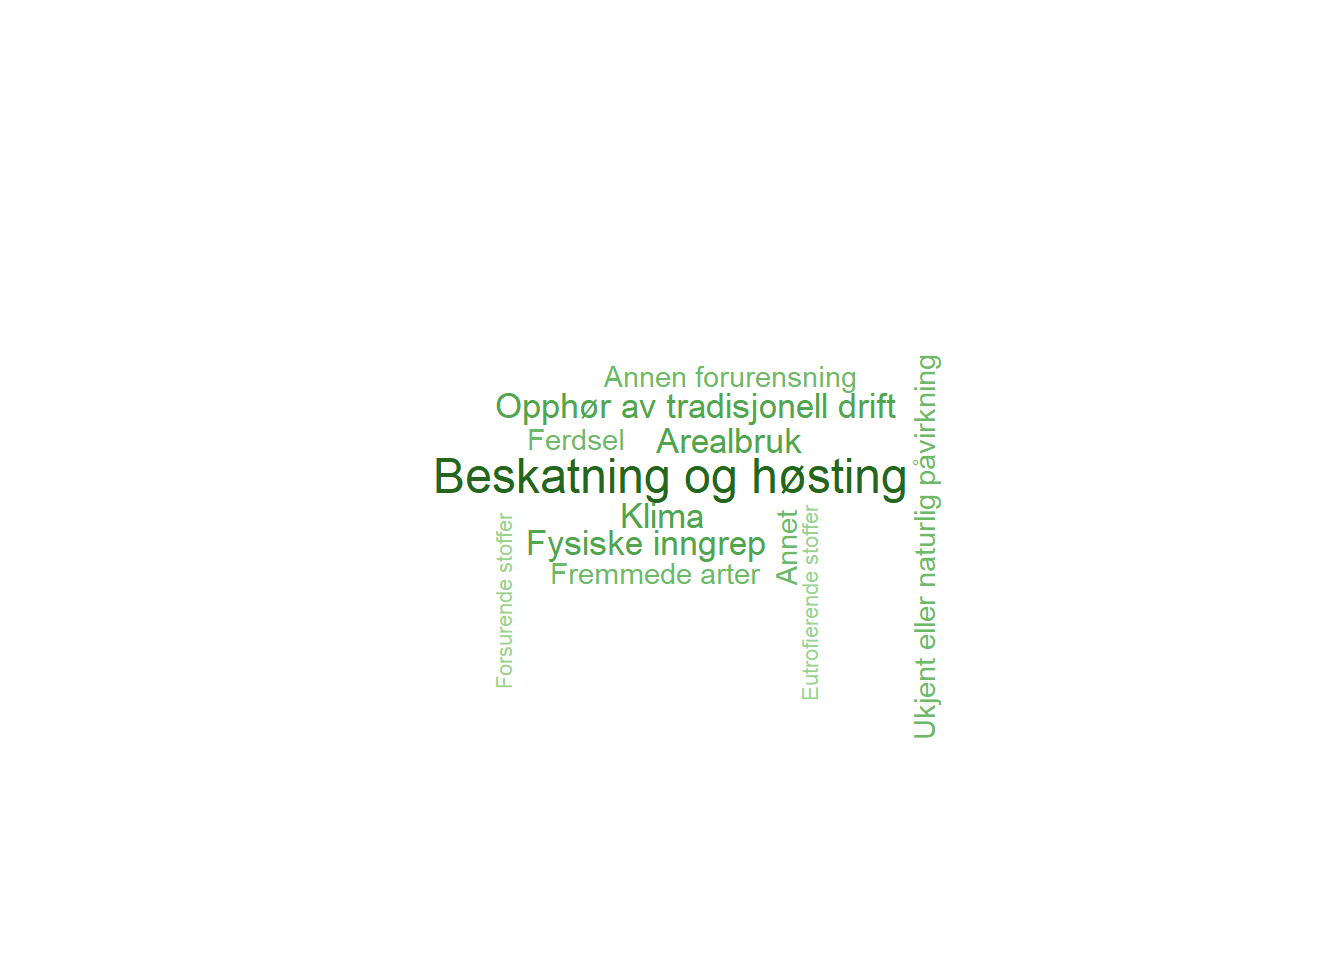 Annen forurensning
Opphør av tradisjonell drift
Ferdsel
Arealbruk
Beskatning og høsting
Klima
Fysiske inngrep
Fremmede arter
Annet
Forsurende stoffer
Eutrofierende stoffer
Ukjent eller naturlig påvirkning